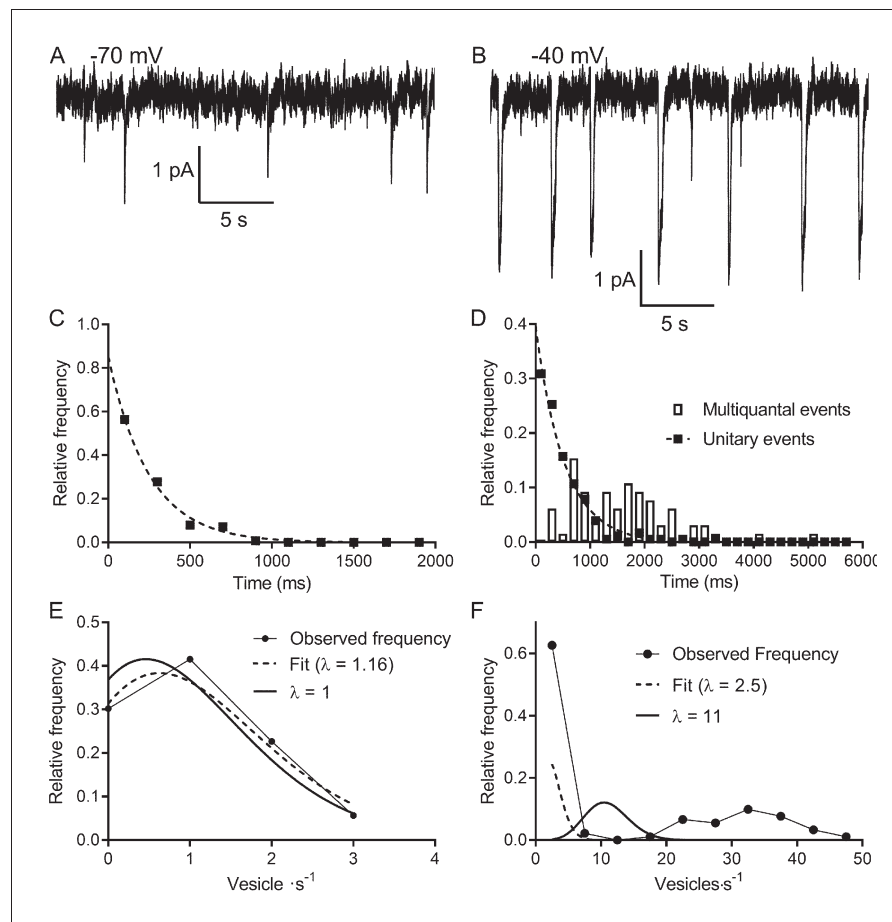 A
-70 mV
1 pA
5 s
B
-40 mV
1 pA
5 s
C
Relative frequency
1.0
0.8
0.6
0.4
0.2
0.0
0
500
1000
1500
2000
Time (ms)
D
Relative frequency
0.4
0.3
0.2
0.1
0.0
Multiquantal events
Unitary events
0
1000
2000
3000
4000
5000
6000
Time (ms)
E
Relative frequency
0.5
0.4
0.3
0.2
0.1
0.0
Observed frequency
Fit (λ = 1.16)
λ = 1
0
1
2
3
4
Vesicle ·s⁻¹
F
Relative frequency
0.6
0.4
0.2
0.0
Observed Frequency
Fit (λ = 2.5)
λ = 11
0
10
20
30
40
50
Vesicles·s⁻¹